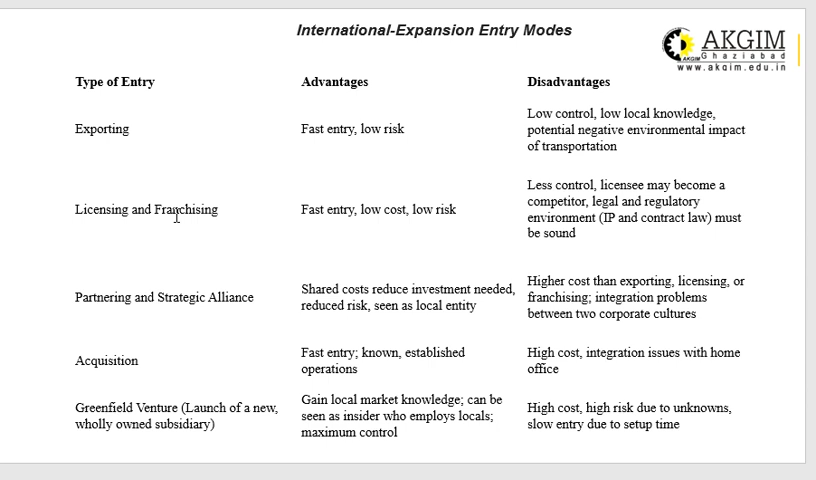 International-Expansion Entry Modes
AKGIM
Ghaziabad
AKGIM
www.akgim.edu.in
Type of Entry
Advantages
Disadvantages
Exporting
Fast entry, low risk
Low control, low local knowledge,
potential negative environmental impact
of transportation
Licensing and Franchising
Fast entry, low cost, low risk
Less control, licensee may become a
competitor, legal and regulatory
environment (IP and contract law) must
be sound
Partnering and Strategic Alliance
Shared costs reduce investment needed,
reduced risk, seen as local entity
Higher cost than exporting, licensing, or
franchising; integration problems
between two corporate cultures
Acquisition
Fast entry; known, established
operations
High cost, integration issues with home
office
Greenfield Venture (Launch of a new,
wholly owned subsidiary)
Gain local market knowledge; can be
seen as insider who employs locals;
maximum control
High cost, high risk due to unknowns,
slow entry due to setup time